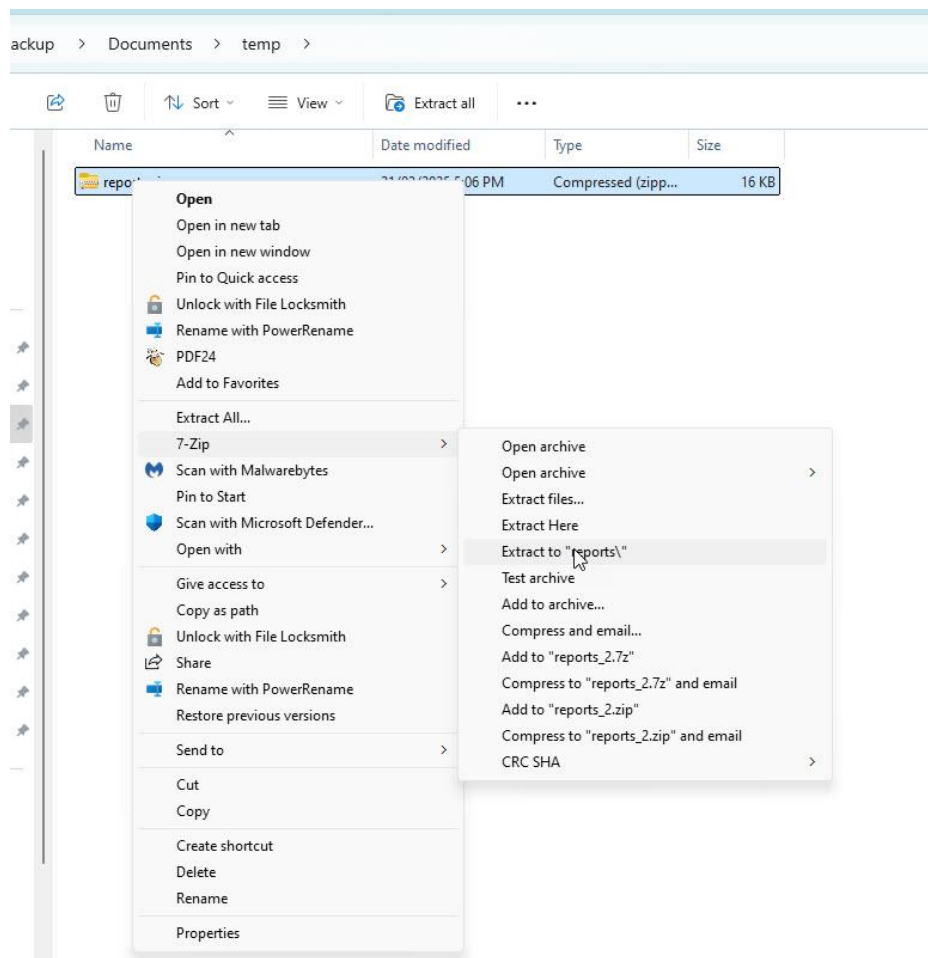 ackup > Documents > temp >
Sort View Extract all ...
Name Date modified Type Size
06 PM Compressed (zipp... 16 KB
Open
Open in new tab
Open in new window
Pin to Quick access
Unlock with File Locksmith
Rename with PowerRename
PDF24
Add to Favorites
Extract All...
7-Zip >
Scan with Malwarebytes
Pin to Start
Scan with Microsoft Defender...
Open with >
Give access to >
Copy as path
Unlock with File Locksmith
Share
Rename with PowerRename
Restore previous versions
Send to >
Cut
Copy
Create shortcut
Delete
Rename
Properties
Open archive
Open archive >
Extract files...
Extract Here
Extract to "reports\"
Test archive
Add to archive...
Compress and email...
Add to "reports_2.7z"
Compress to "reports_2.7z" and email
Add to "reports_2.zip"
Compress to "reports_2.zip" and email
CRC SHA >